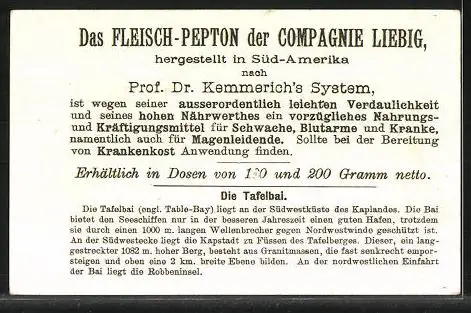 Das FLEISCH-PEPTON der COMPAGNIE LIEBIG,
hergestellt in Süd-Amerika
nach
Prof. Dr. Kemmerich's System,
ist wegen seiner ausserordentlich leichten Verdaulichkeit
und seines hohen Nährwerthes ein vorzügliches Nahrungs-
und Kräftigungsmittel für Schwache, Blutarme und Kranke,
namentlich auch für Magenleidende. Sollte bei der Bereitung
von Krankenkost Anwendung finden.
Erhältlich in Dosen von und 200 Gramm netto.
Die Tafelbai.
Die Tafelbai (engl. Table-Bay) liegt an der Südwestküste des Kaplandes. Die Bai
bietet den Seeschiffen nur in der besseren Jahreszeit einen guten Hafen, trotzdem
sie durch einen 1000 m. langen Wellenbrecher gegen Nordwestwinde geschützt ist.
An der Südwestecke liegt die Kapstadt zu Füssen des Tafelberges. Dieser, ein lang-
gestreckter 1082 m. hoher Berg, besteht aus Granitmassen, die fast senkrecht empor-
steigen und oben eine 2 km. breite Ebene bilden. An der nordwestlichen Einfahrt
der Bai liegt die Robbeninsel.